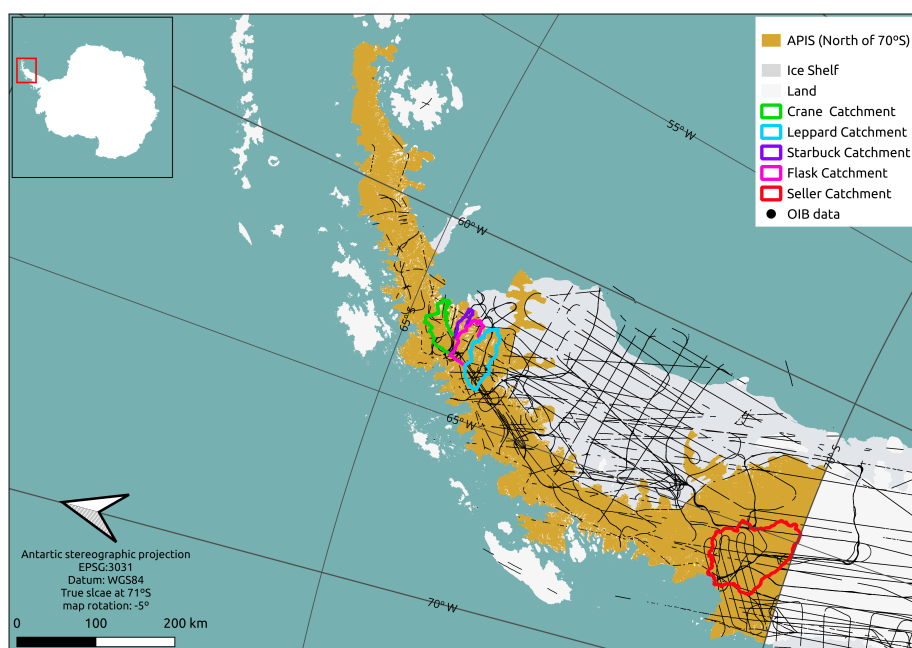 APIS (North of 70ºS)
Ice Shelf
Land
Crane Catchment
Leppard Catchment
Starbuck Catchment
Flask Catchment
Seller Catchment
OIB data
55º W
60º W
65º S
65º W
º S
70º W
Antartic stereographic projection
EPSG:3031
Datum: WGS84
True slcae at 71ºS
map rotation: -5º
0 100 200 km